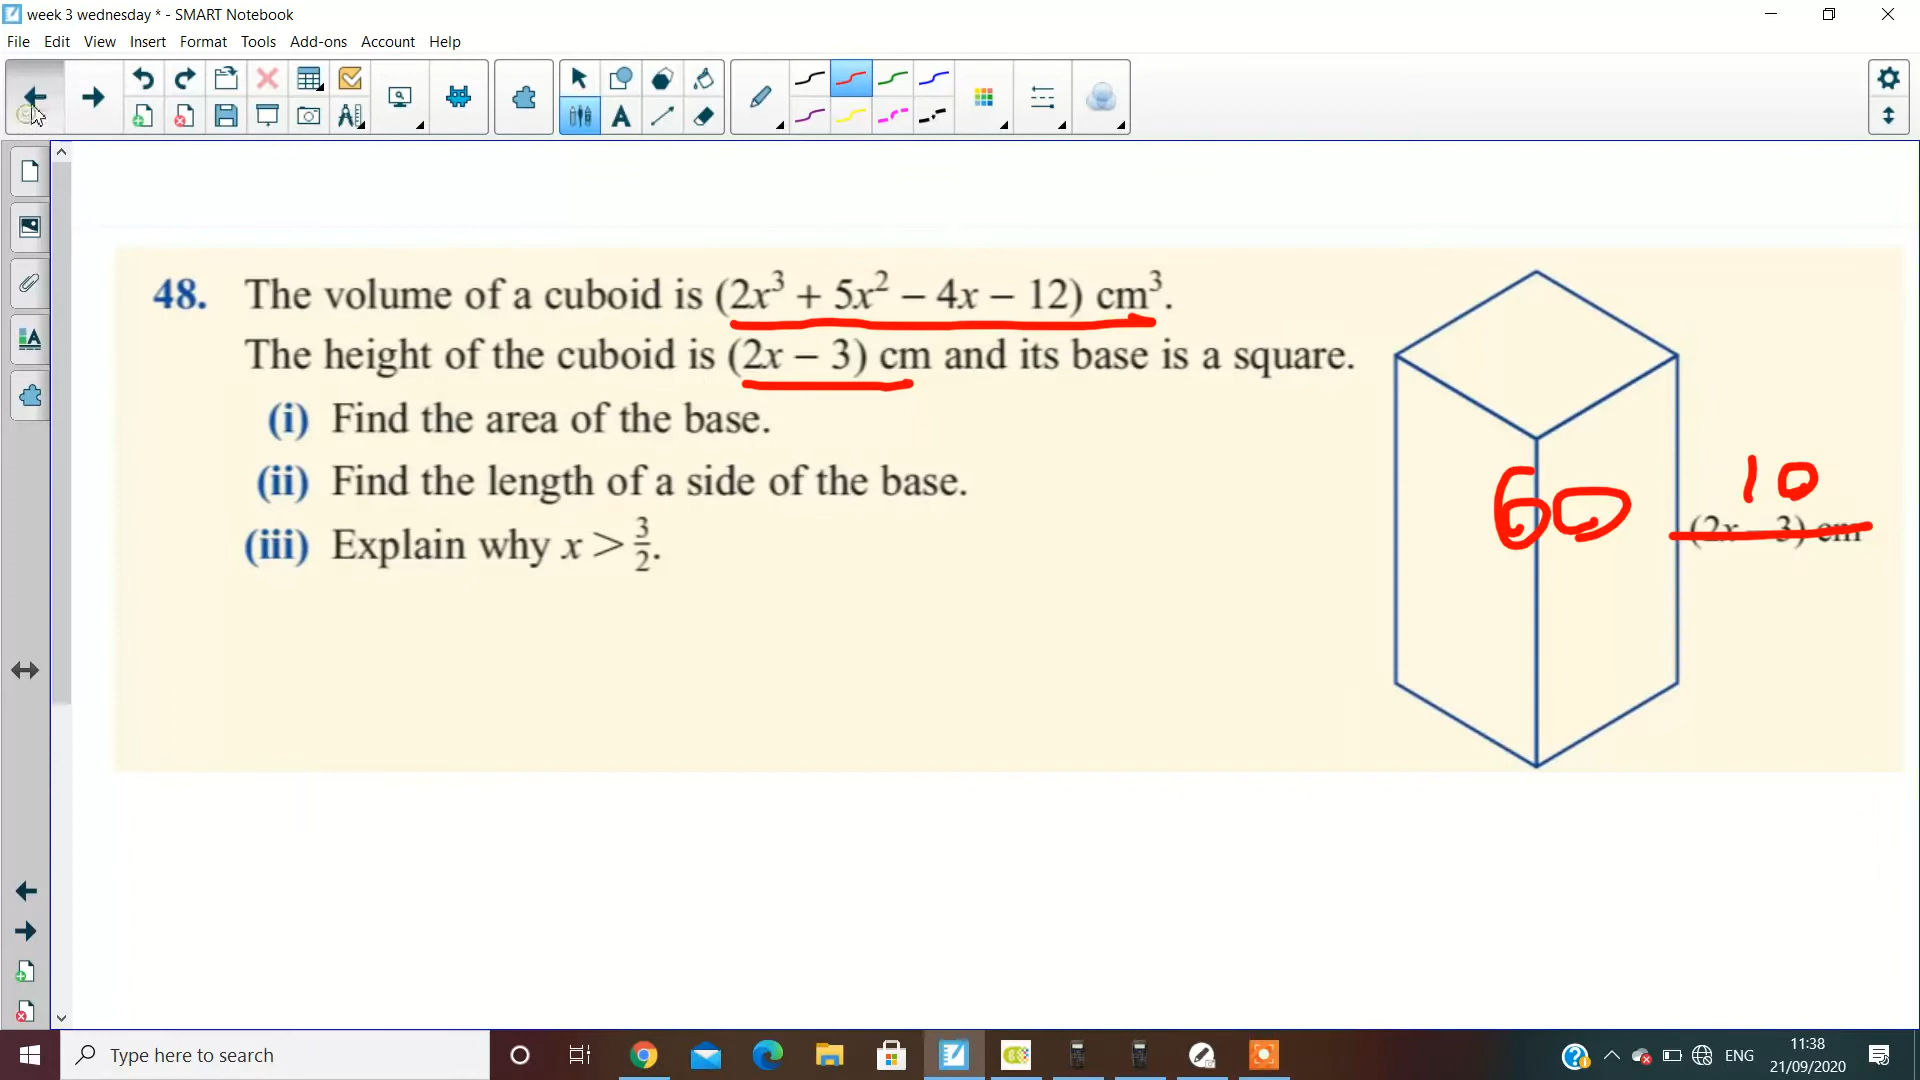 week 3 wednesday * - SMART Notebook
File Edit View Insert Format Tools Add-ons Account Help
48. The volume of a cuboid is (2x³ + 5x² – 4x – 12) cm³.
The height of the cuboid is (2x – 3) cm and its base is a square.
(i) Find the area of the base.
(ii) Find the length of a side of the base.
(iii) Explain why x > 3/2.
60
10
(2x – 3) cm
Type here to search
ENG
11:38
21/09/2020